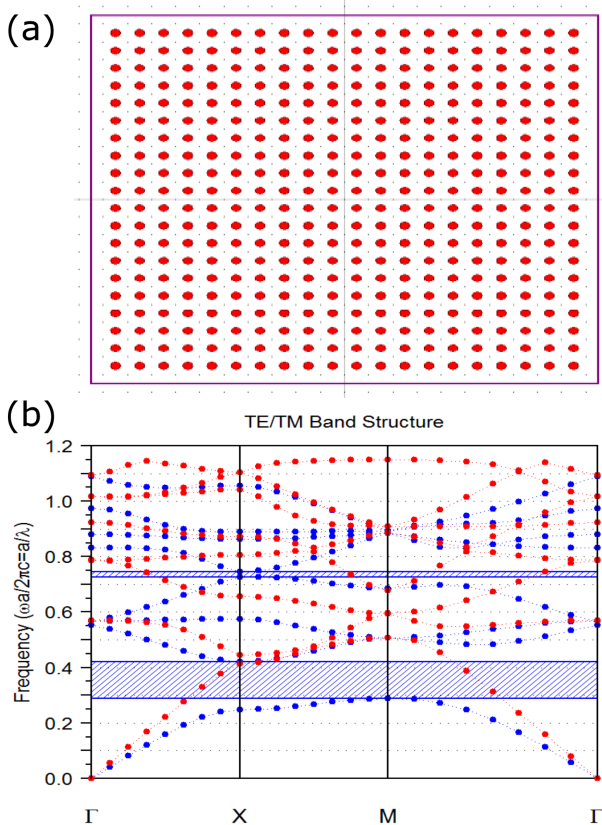 (a)
(b)
TE/TM Band Structure
Frequency (ωa/2πc=a/λ)
1.2
1.0
0.8
0.6
0.4
0.2
0.0
Γ X M Γ